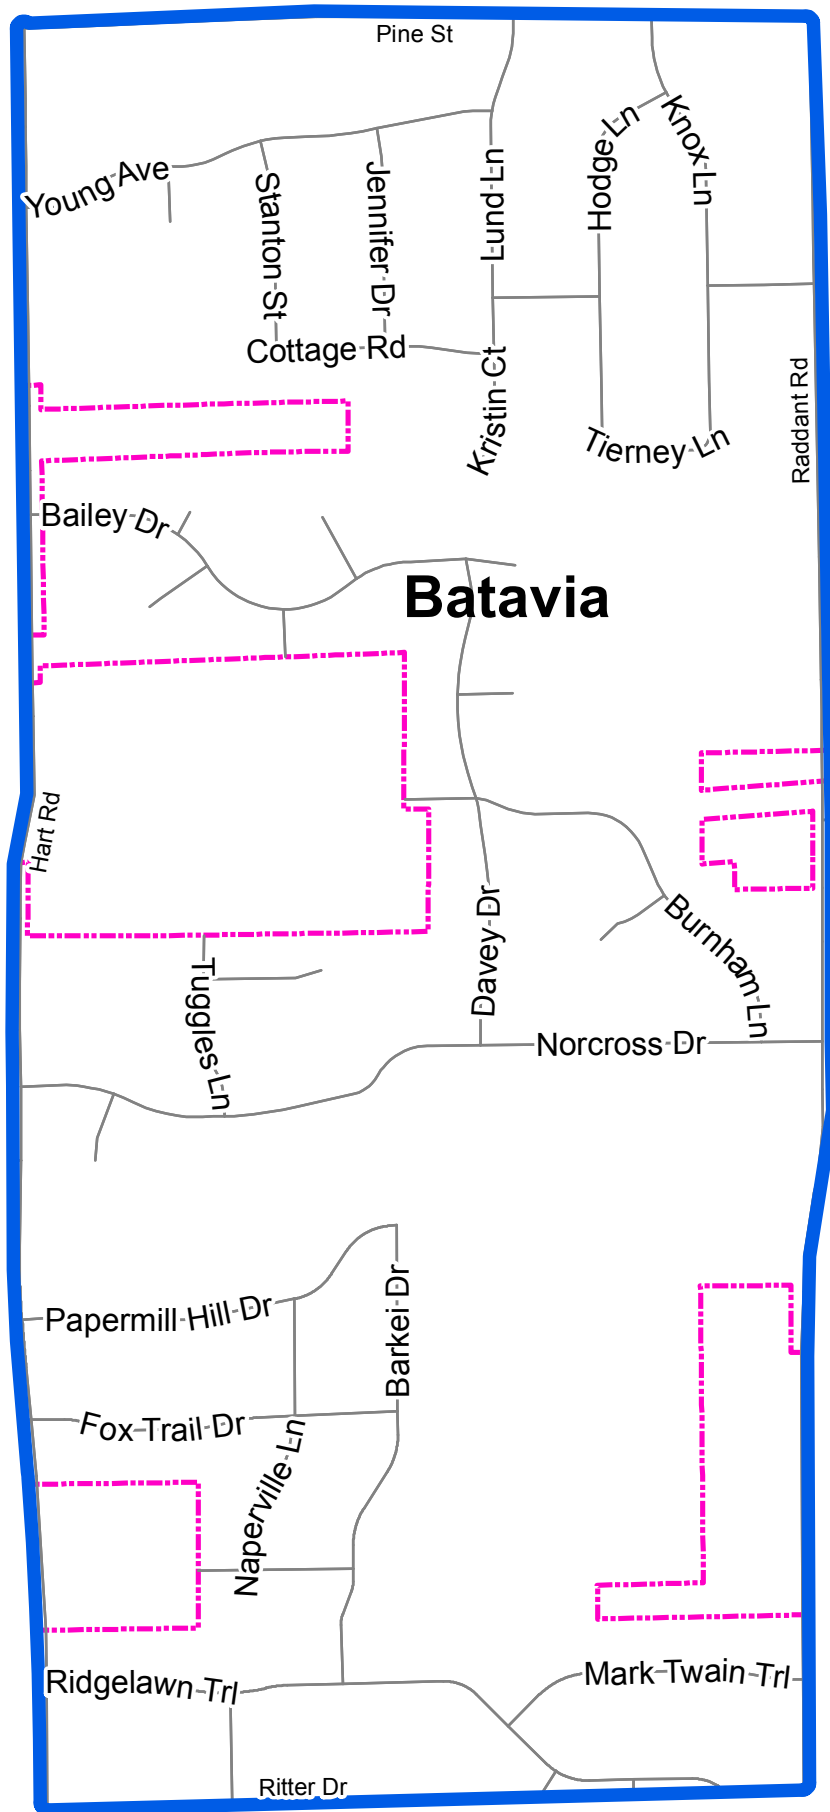 Pine St
Young Ave
Stanton St
Jennifer Dr
Lund Ln
Hodge Ln
Knox Ln
Cottage Rd
Kristin Ct
Tierney Ln
Raddant Rd
Bailey Dr
Batavia
Hart Rd
Davey Dr
Burnham Ln
Tuggles Ln
Norcross Dr
Papermill Hill Dr
Barkei Dr
Fox Trail Dr
Naperville Ln
Ridgelawn Trl
Mark Twain Trl
Ritter Dr